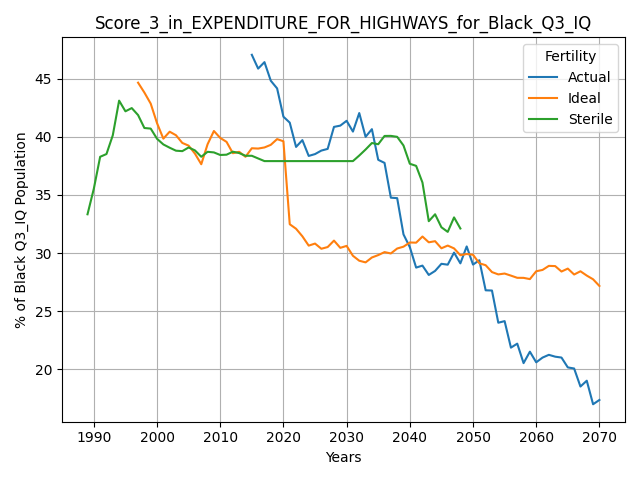 Score_3_in_EXPENDITURE_FOR_HIGHWAYS_for_Black_Q3_IQ
Fertility
Actual
Ideal
Sterile
% of Black Q3_IQ Population
45
40
35
30
25
20
1990 2000 2010 2020 2030 2040 2050 2060 2070
Years